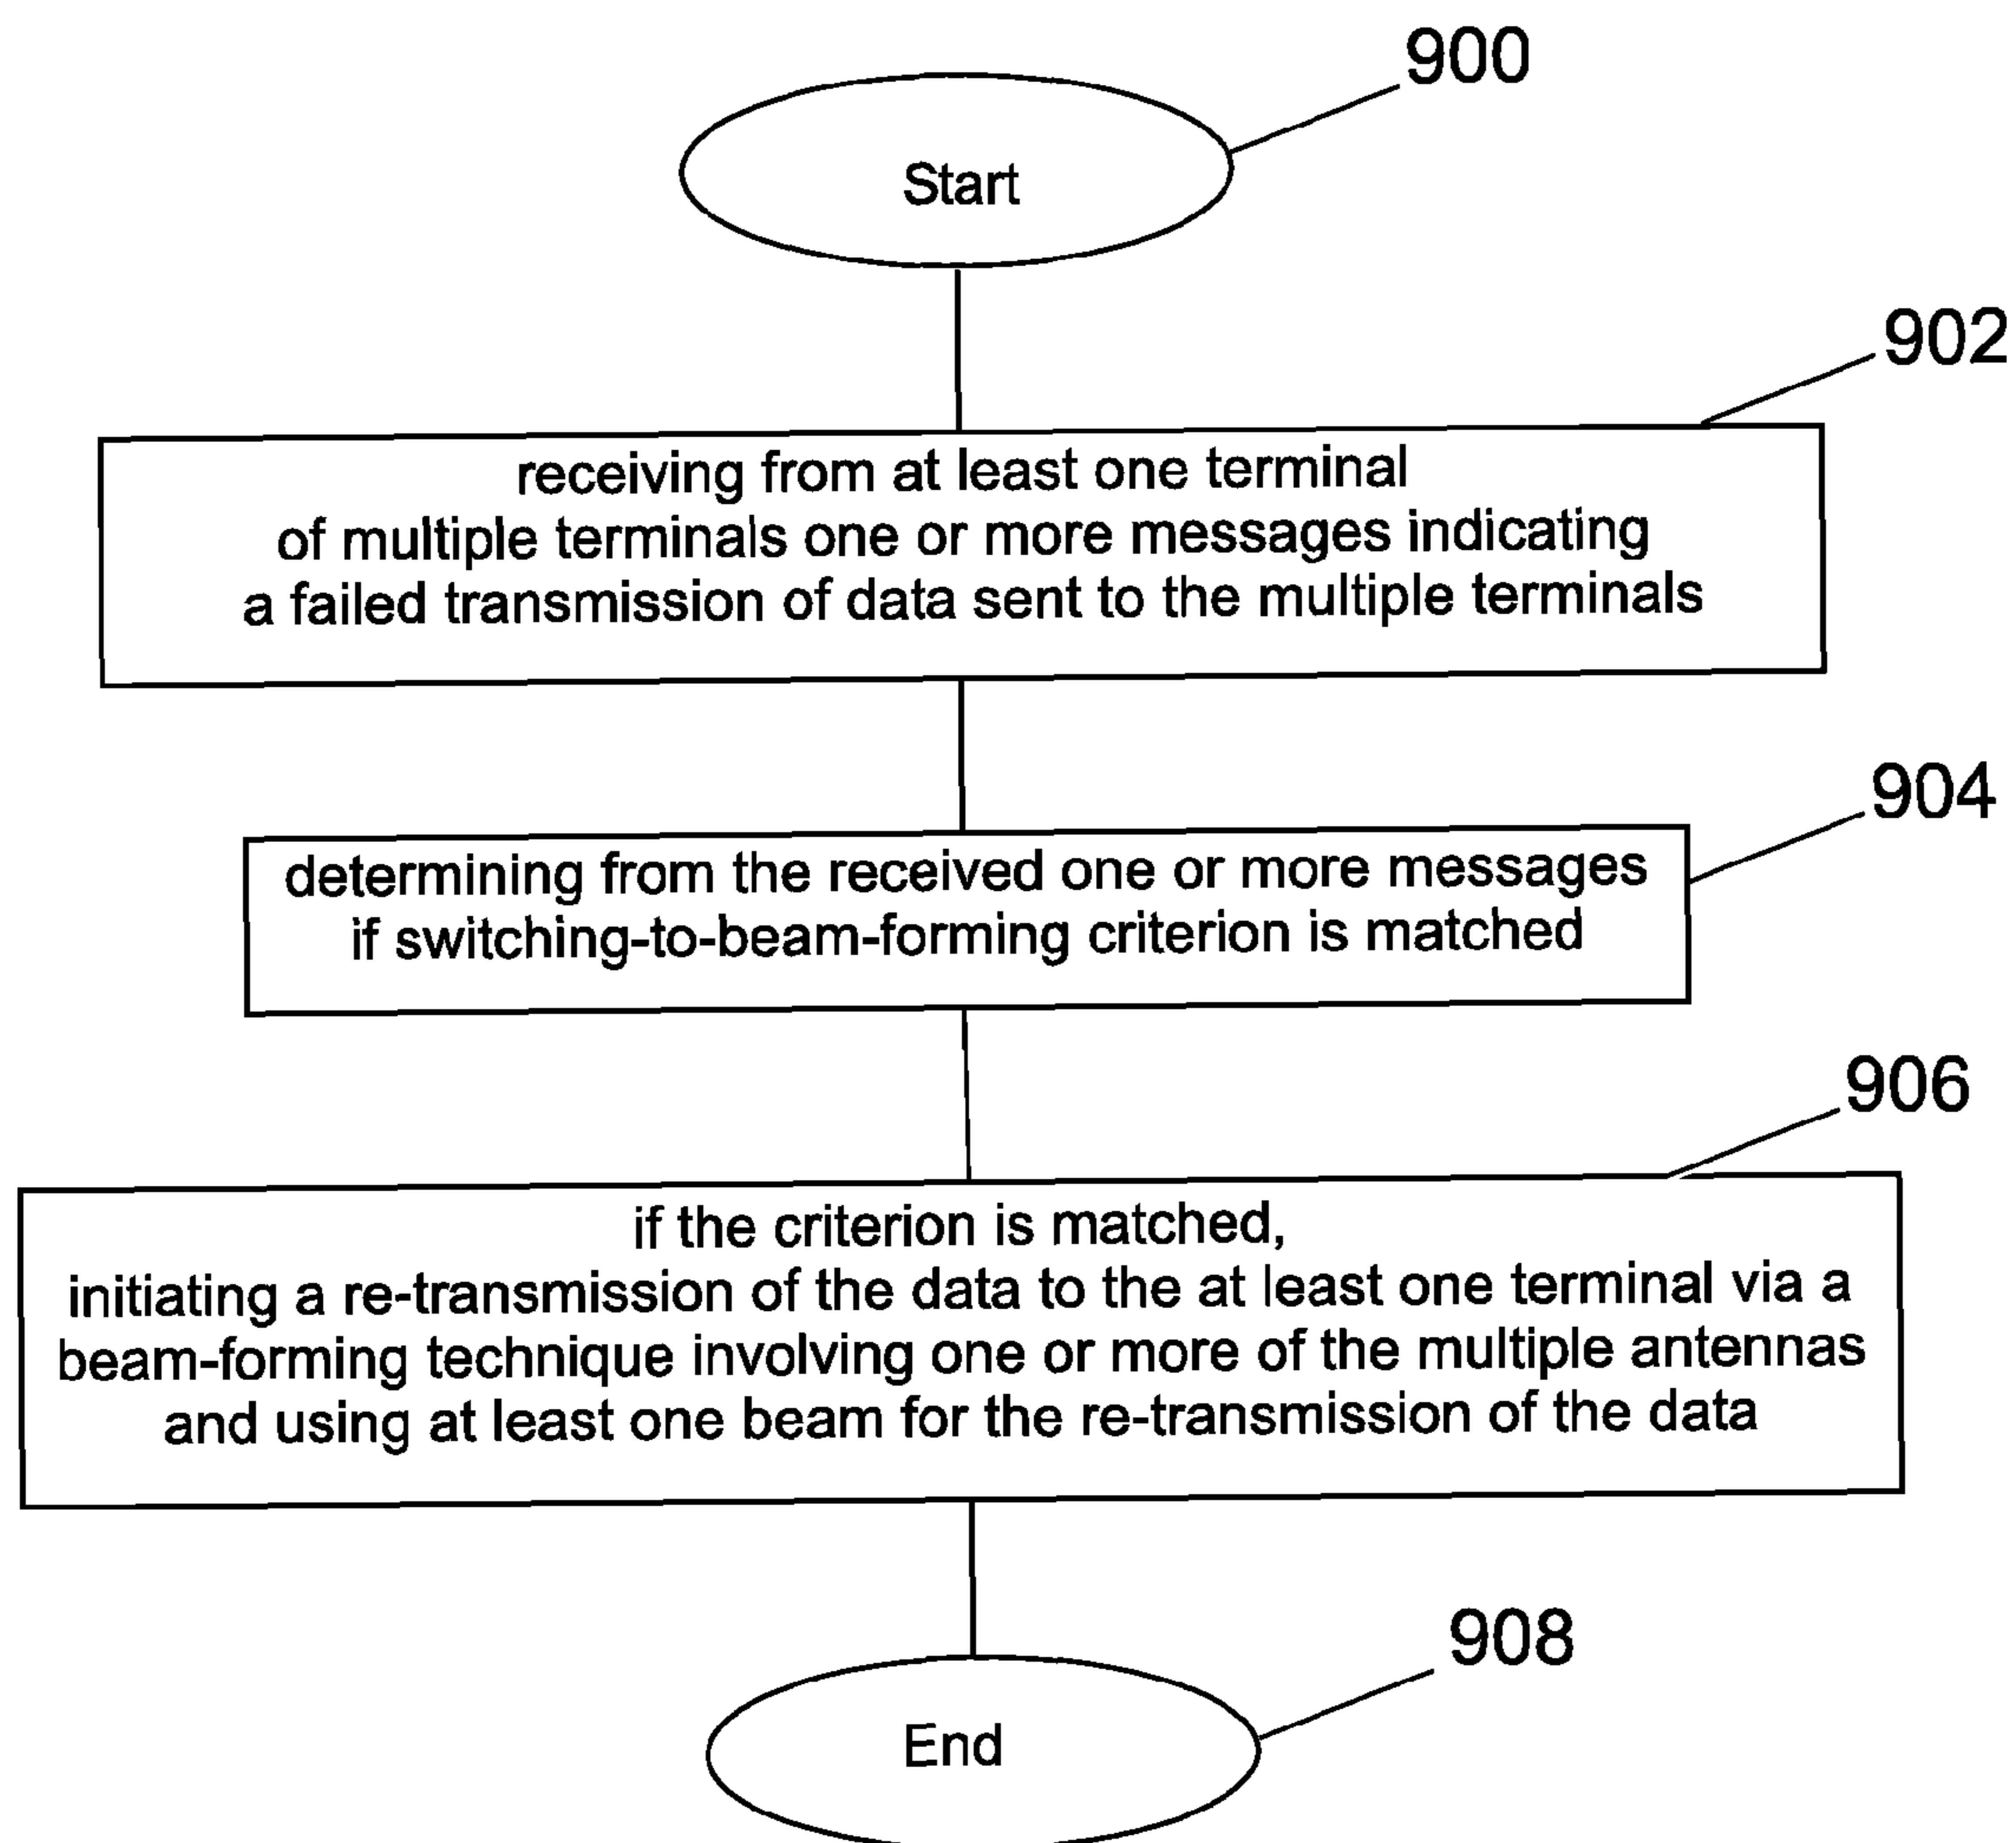 900
Start
902
receiving from at least one terminal
of multiple terminals one or more messages indicating
a failed transmission of data sent to the multiple terminals
904
determining from the received one or more messages
if switching-to-beam-forming criterion is matched
906
if the criterion is matched,
initiating a re-transmission of the data to the at least one terminal via a
beam-forming technique involving one or more of the multiple antennas
and using at least one beam for the re-transmission of the data
908
End